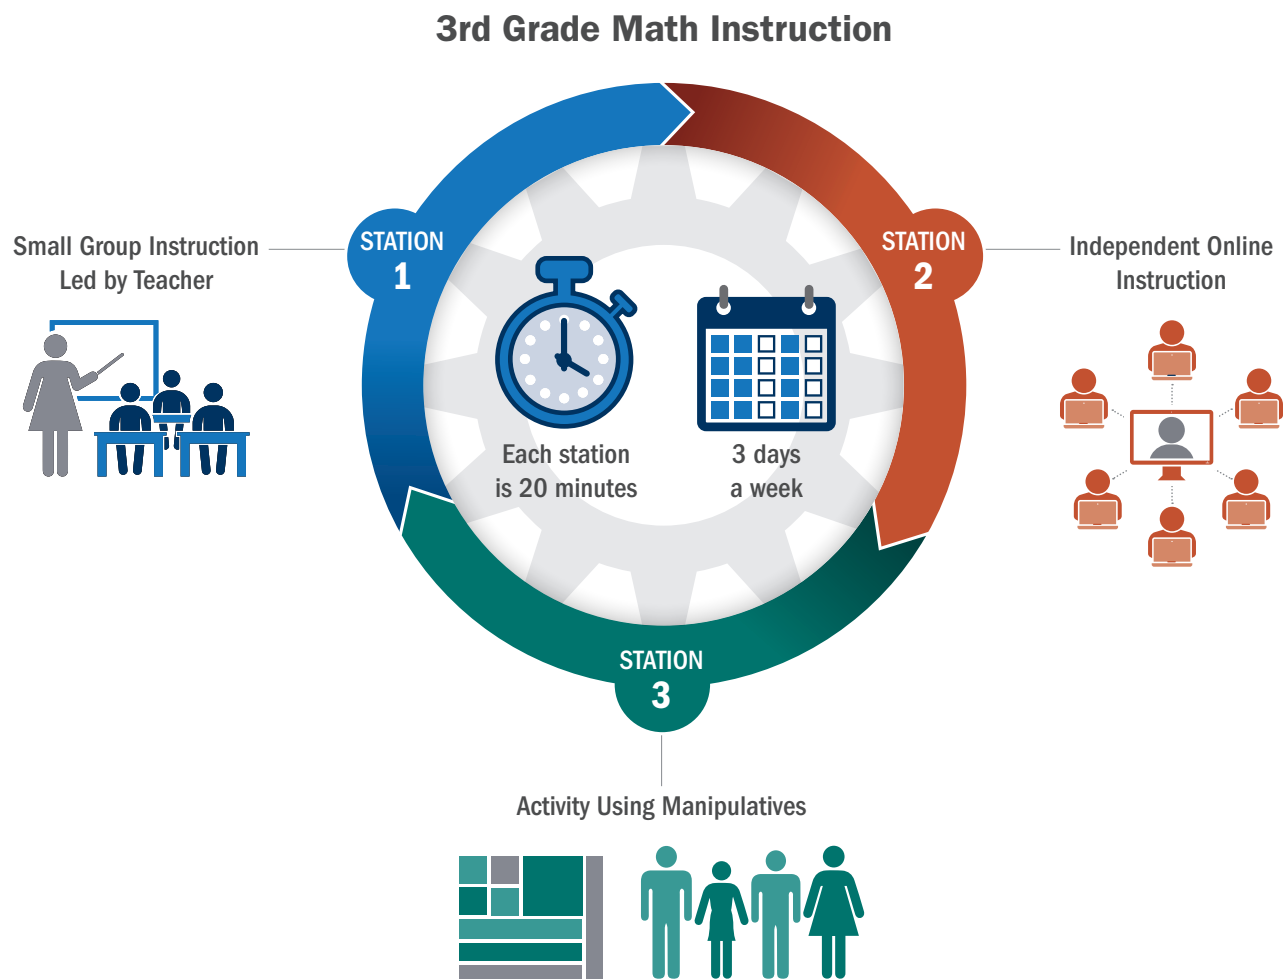 3rd Grade Math Instruction
STATION
1
Small Group Instruction
Led by Teacher
STATION
2
Independent Online
Instruction
Each station
is 20 minutes
3 days
a week
STATION
3
Activity Using Manipulatives